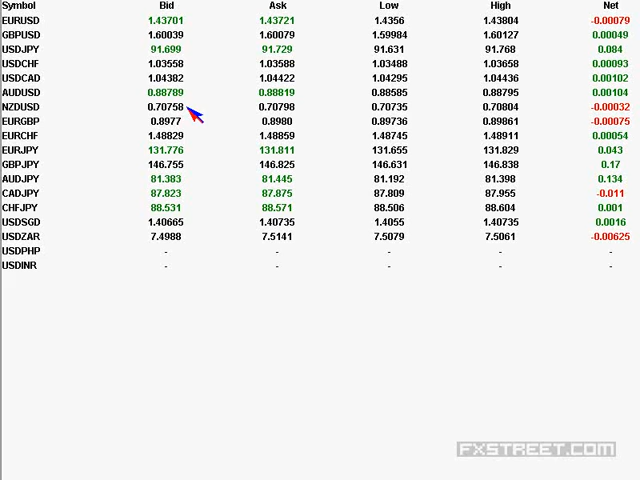 Symbol Bid Ask Low High Net
EURUSD 1.43701 1.43721 1.4356 1.43804 -0.00079
GBPUSD 1.60039 1.60079 1.59984 1.60127 0.00049
USDJPY 91.699 91.729 91.631 91.768 0.084
USDCHF 1.03558 1.03588 1.03488 1.03658 0.00093
USDCAD 1.04382 1.04422 1.04295 1.04436 0.00102
AUDUSD 0.88789 0.88819 0.88585 0.88795 0.00104
NZDUSD 0.70758 0.70798 0.70735 0.70804 -0.00032
EURGBP 0.8977 0.8980 0.89736 0.89861 -0.00075
EURCHF 1.48829 1.48859 1.48745 1.48911 0.00054
EURJPY 131.776 131.811 131.655 131.829 0.043
GBPJPY 146.755 146.825 146.631 146.838 0.17
AUDJPY 81.383 81.445 81.192 81.398 0.134
CADJPY 87.823 87.875 87.809 87.955 -0.011
CHFJPY 88.531 88.571 88.506 88.604 0.001
USDSGD 1.40665 1.40735 1.4055 1.40735 0.0016
USDZAR 7.4988 7.5141 7.5079 7.5061 -0.00625
USDPHP - - - - -
USDINR - - - - -
FXSTREET.COM